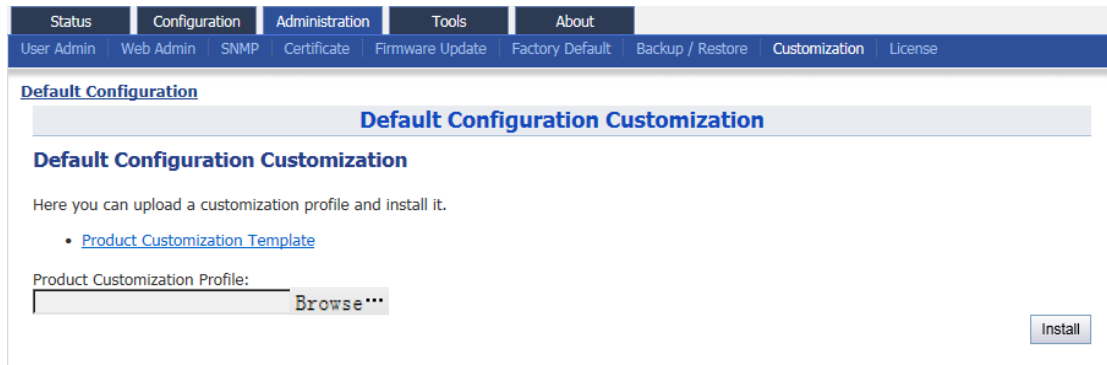 Status Configuration Administration Tools About
User Admin Web Admin SNMP Certificate Firmware Update Factory Default Backup / Restore Customization License
Default Configuration
Default Configuration Customization
Default Configuration Customization
Here you can upload a customization profile and install it.
• Product Customization Template
Product Customization Profile:
Browse…
Install